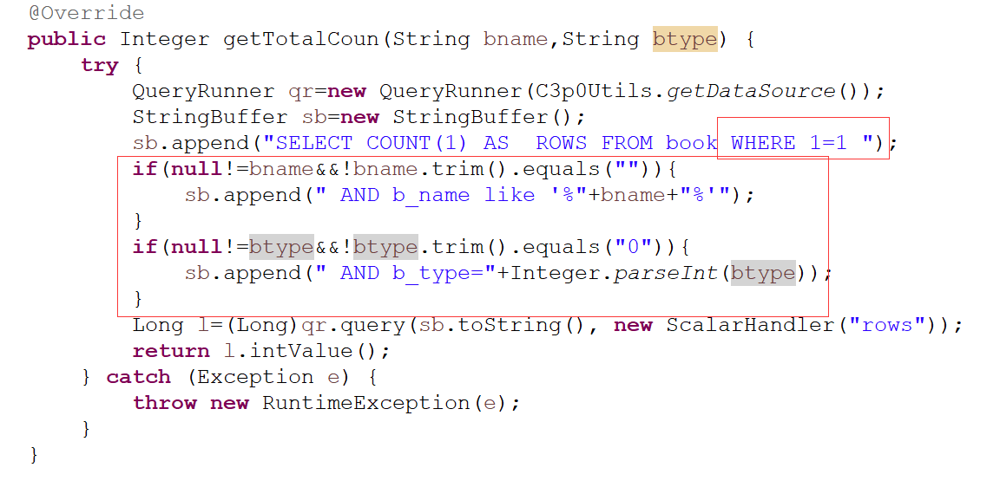 @Override
public Integer getTotalCoun(String bname,String btype) {
try {
QueryRunner qr=new QueryRunner(C3p0Utils.getDataSource());
StringBuffer sb=new StringBuffer();
sb.append("SELECT COUNT(1) AS  ROWS FROM book WHERE 1=1 ");
if(null!=bname&&!bname.trim().equals("")){
sb.append(" AND b_name like '%"+bname+"%'");
}
if(null!=btype&&!btype.trim().equals("0")){
sb.append(" AND b_type="+Integer.parseInt(btype));
}
Long l=(Long)qr.query(sb.toString(), new ScalarHandler("rows"));
return l.intValue();
} catch (Exception e) {
throw new RuntimeException(e);
}
}